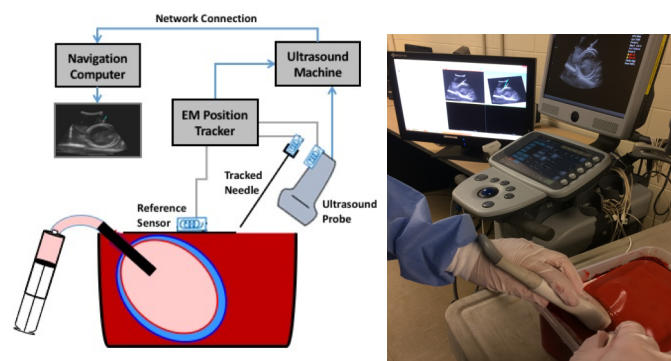 Network Connection
Navigation
Computer
Ultrasound
Machine
EM Position
Tracker
Tracked
Needle
Reference
Sensor
Ultrasound
Probe